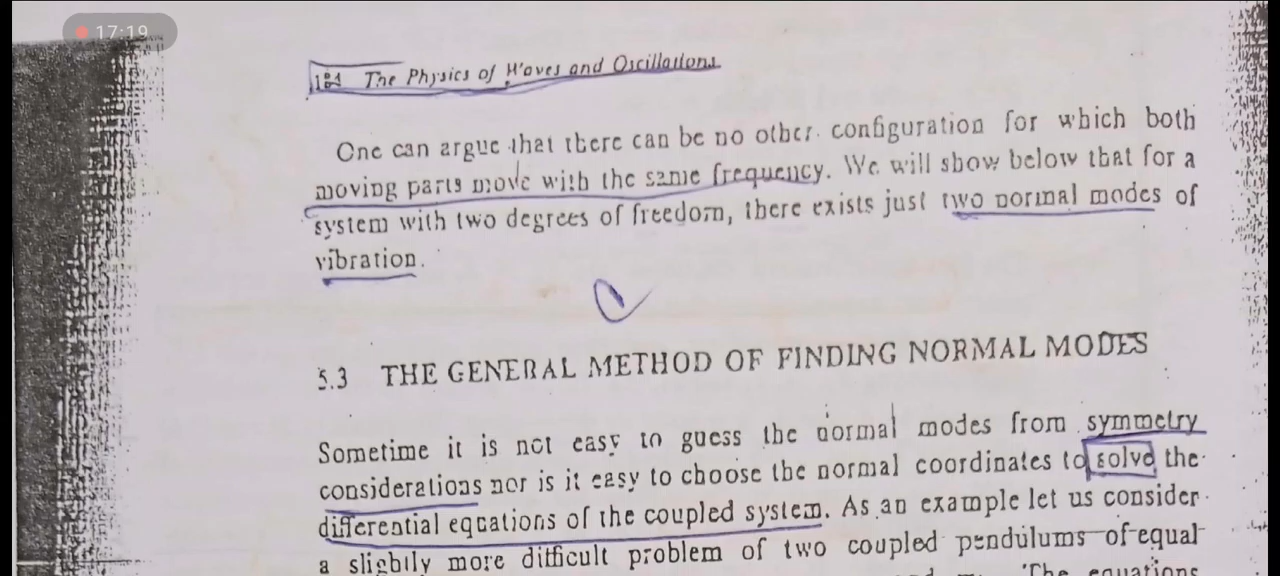 17:19
184 The Physics of Waves and Oscillations
One can argue that there can be no other configuration for which both
moving parts move with the same frequency. We will show below that for a
system with two degrees of freedom, there exists just two normal modes of
vibration.
5.3 THE GENERAL METHOD OF FINDING NORMAL MODES
Sometime it is not easy to guess the normal modes from symmetry
considerations nor is it easy to choose the normal coordinates to solve the
differential equations of the coupled system. As an example let us consider
a slightly more difficult problem of two coupled pendulums of equal
The equations